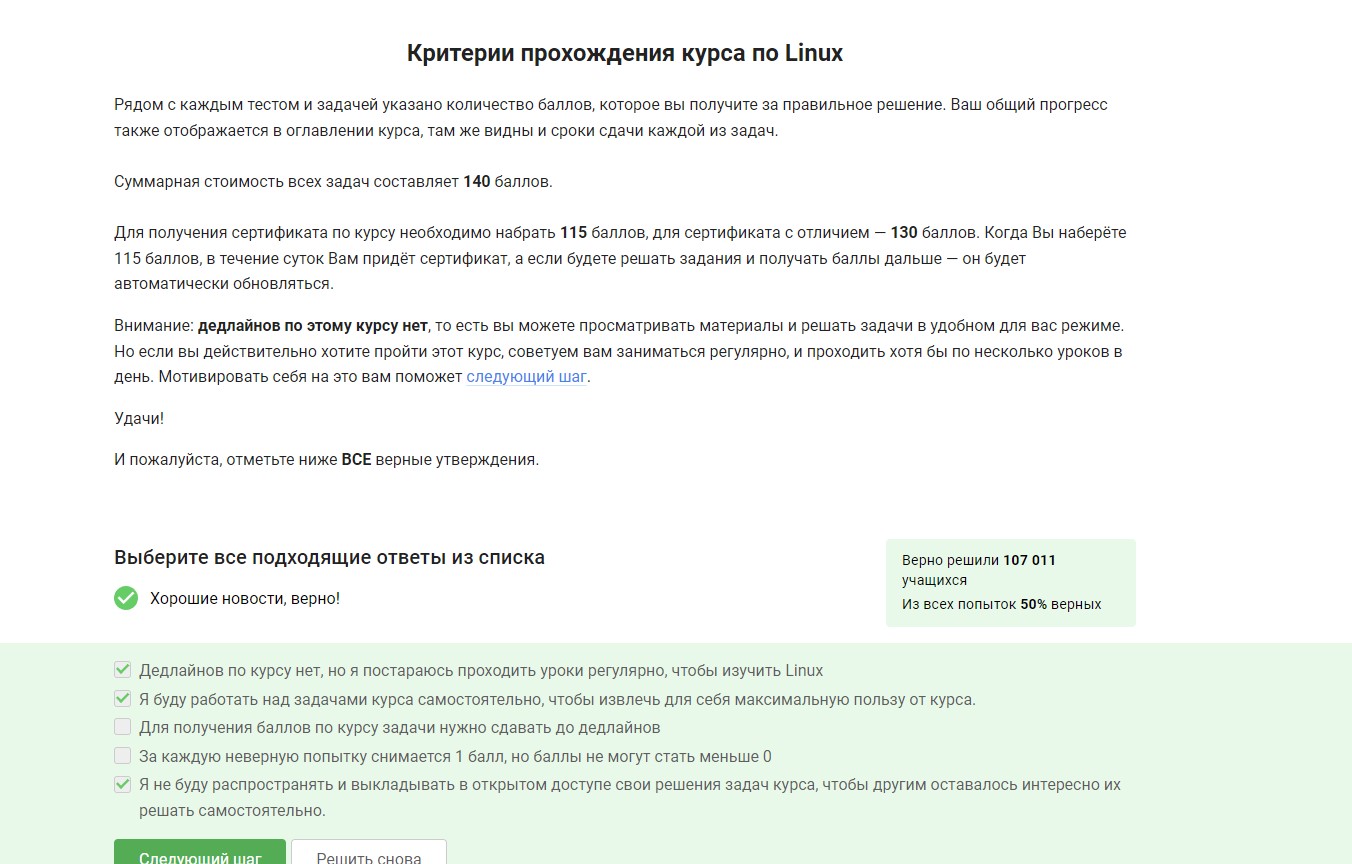 Критерии прохождения курса по Linux
Рядом с каждым тестом и задачей указано количество баллов, которое вы получите за правильное решение. Ваш общий прогресс
также отображается в оглавлении курса, там же видны и сроки сдачи каждой из задач.
Суммарная стоимость всех задач составляет 140 баллов.
Для получения сертификата по курсу необходимо набрать 115 баллов, для сертификата с отличием — 130 баллов. Когда Вы наберёте
115 баллов, в течение суток Вам придёт сертификат, а если будете решать задания и получать баллы дальше — он будет
автоматически обновляться.
Внимание: дедлайнов по этому курсу нет, то есть вы можете просматривать материалы и решать задачи в удобном для вас режиме.
Но если вы действительно хотите пройти этот курс, советуем вам заниматься регулярно, и проходить хотя бы по несколько уроков в
день. Мотивировать себя на это вам поможет следующий шаг.
Удачи!
И пожалуйста, отметьте ниже ВСЕ верные утверждения.
Выберите все подходящие ответы из списка
Хорошие новости, верно!
Верно решили 107 011
учащихся
Из всех попыток 50% верных
Дедлайнов по курсу нет, но я постараюсь проходить уроки регулярно, чтобы изучить Linux
Я буду работать над задачами курса самостоятельно, чтобы извлечь для себя максимальную пользу от курса.
Для получения баллов по курсу задачи нужно сдавать до дедлайнов
За каждую неверную попытку снимается 1 балл, но баллы не могут стать меньше 0
Я не буду распространять и выкладывать в открытом доступе свои решения задач курса, чтобы другим оставалось интересно их
решать самостоятельно.
Следующий шаг
Решить снова